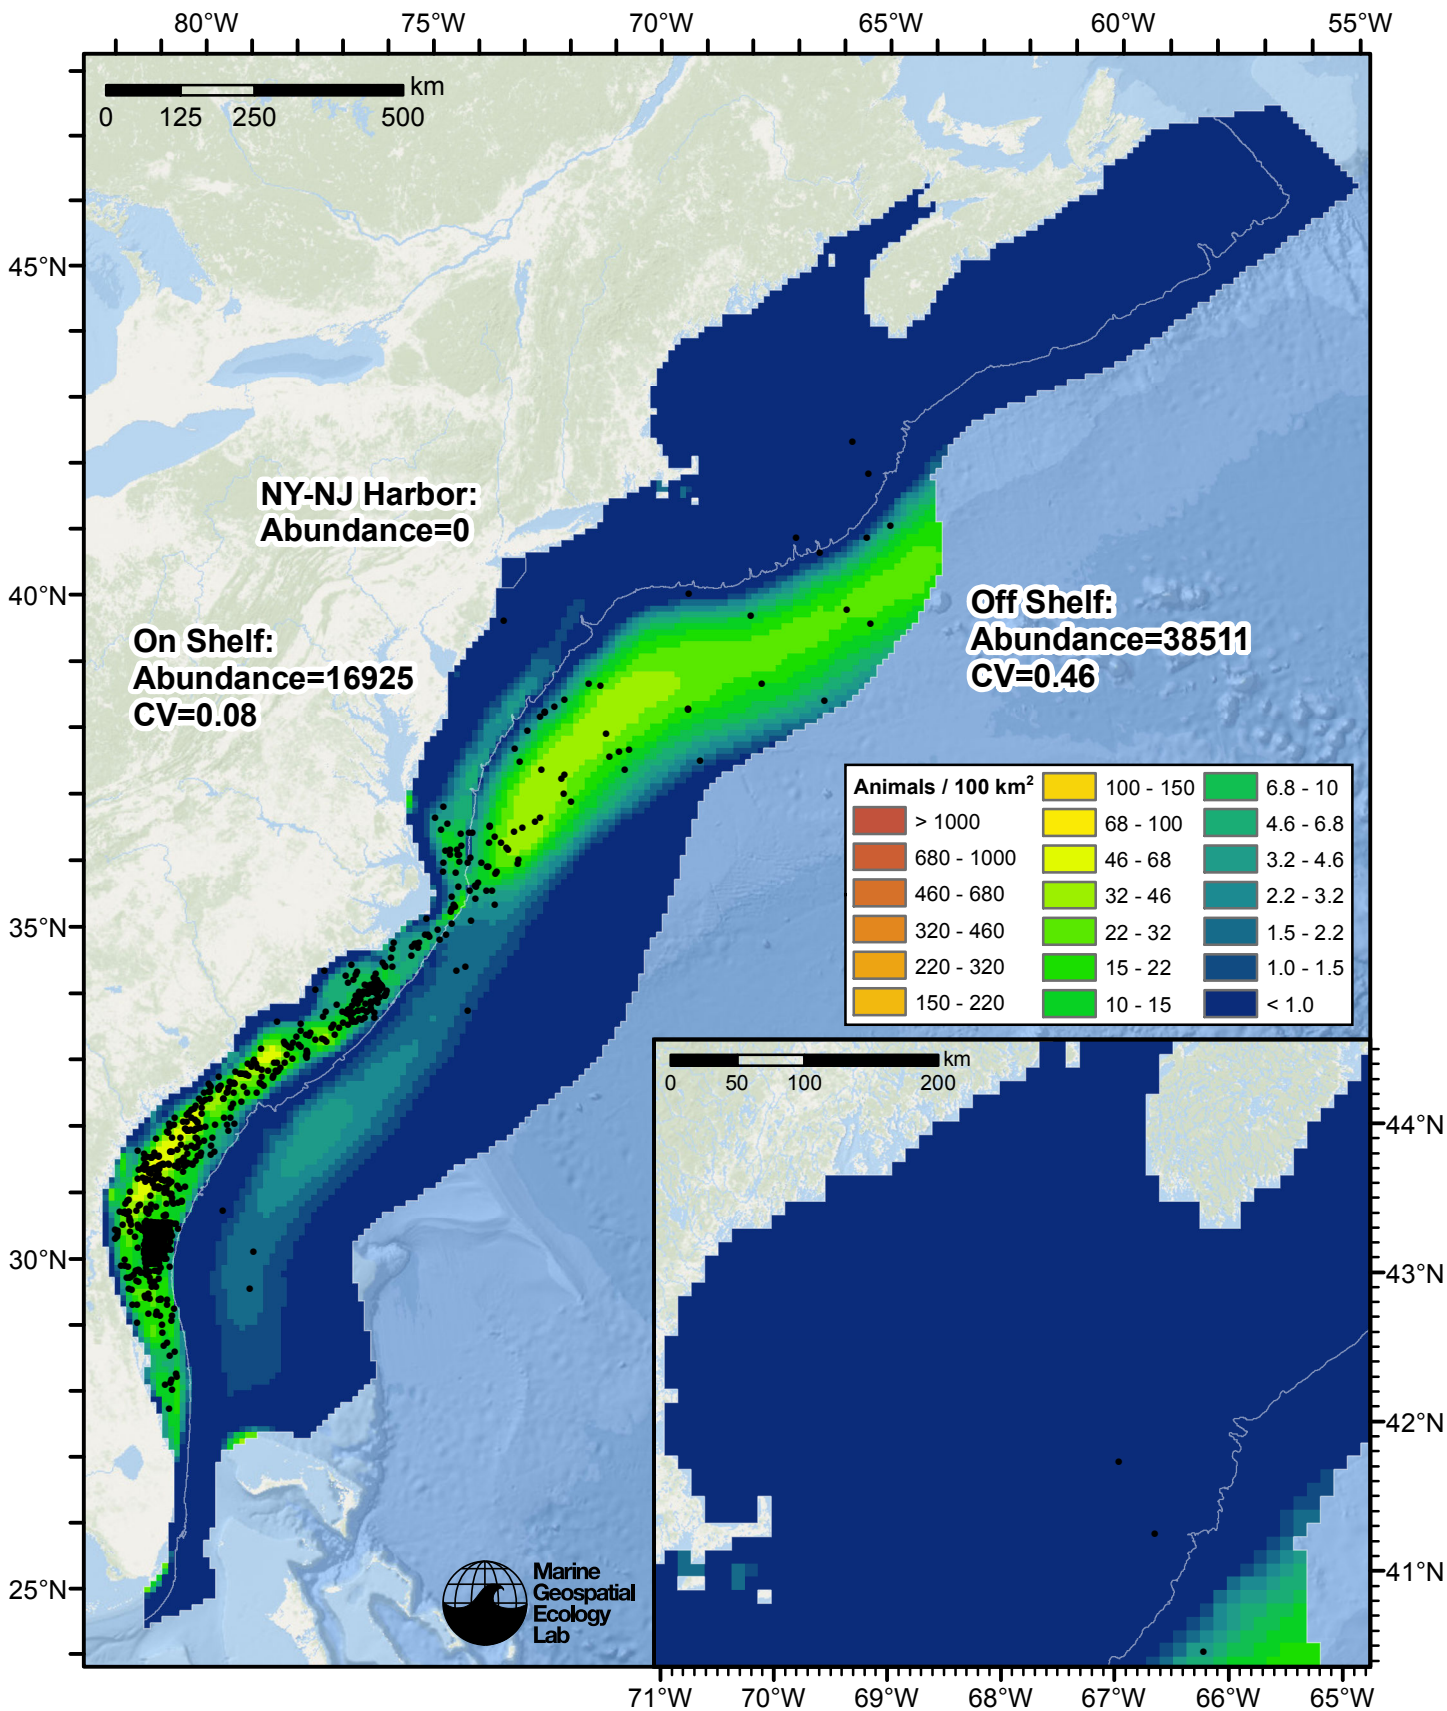 80°W 75°W 70°W 65°W 60°W 55°W
km
0 125 250 500
45°N
40°N
35°N
30°N
25°N
NY-NJ Harbor:
Abundance=0
On Shelf:
Abundance=16925
CV=0.08
Off Shelf:
Abundance=38511
CV=0.46
Animals / 100 km²
> 1000
680 - 1000
460 - 680
320 - 460
220 - 320
150 - 220
100 - 150
68 - 100
46 - 68
32 - 46
22 - 32
15 - 22
10 - 15
6.8 - 10
4.6 - 6.8
3.2 - 4.6
2.2 - 3.2
1.5 - 2.2
1.0 - 1.5
< 1.0
km
0 50 100 200
44°N
43°N
42°N
41°N
Marine
Geospatial
Ecology
Lab
71°W 70°W 69°W 68°W 67°W 66°W 65°W